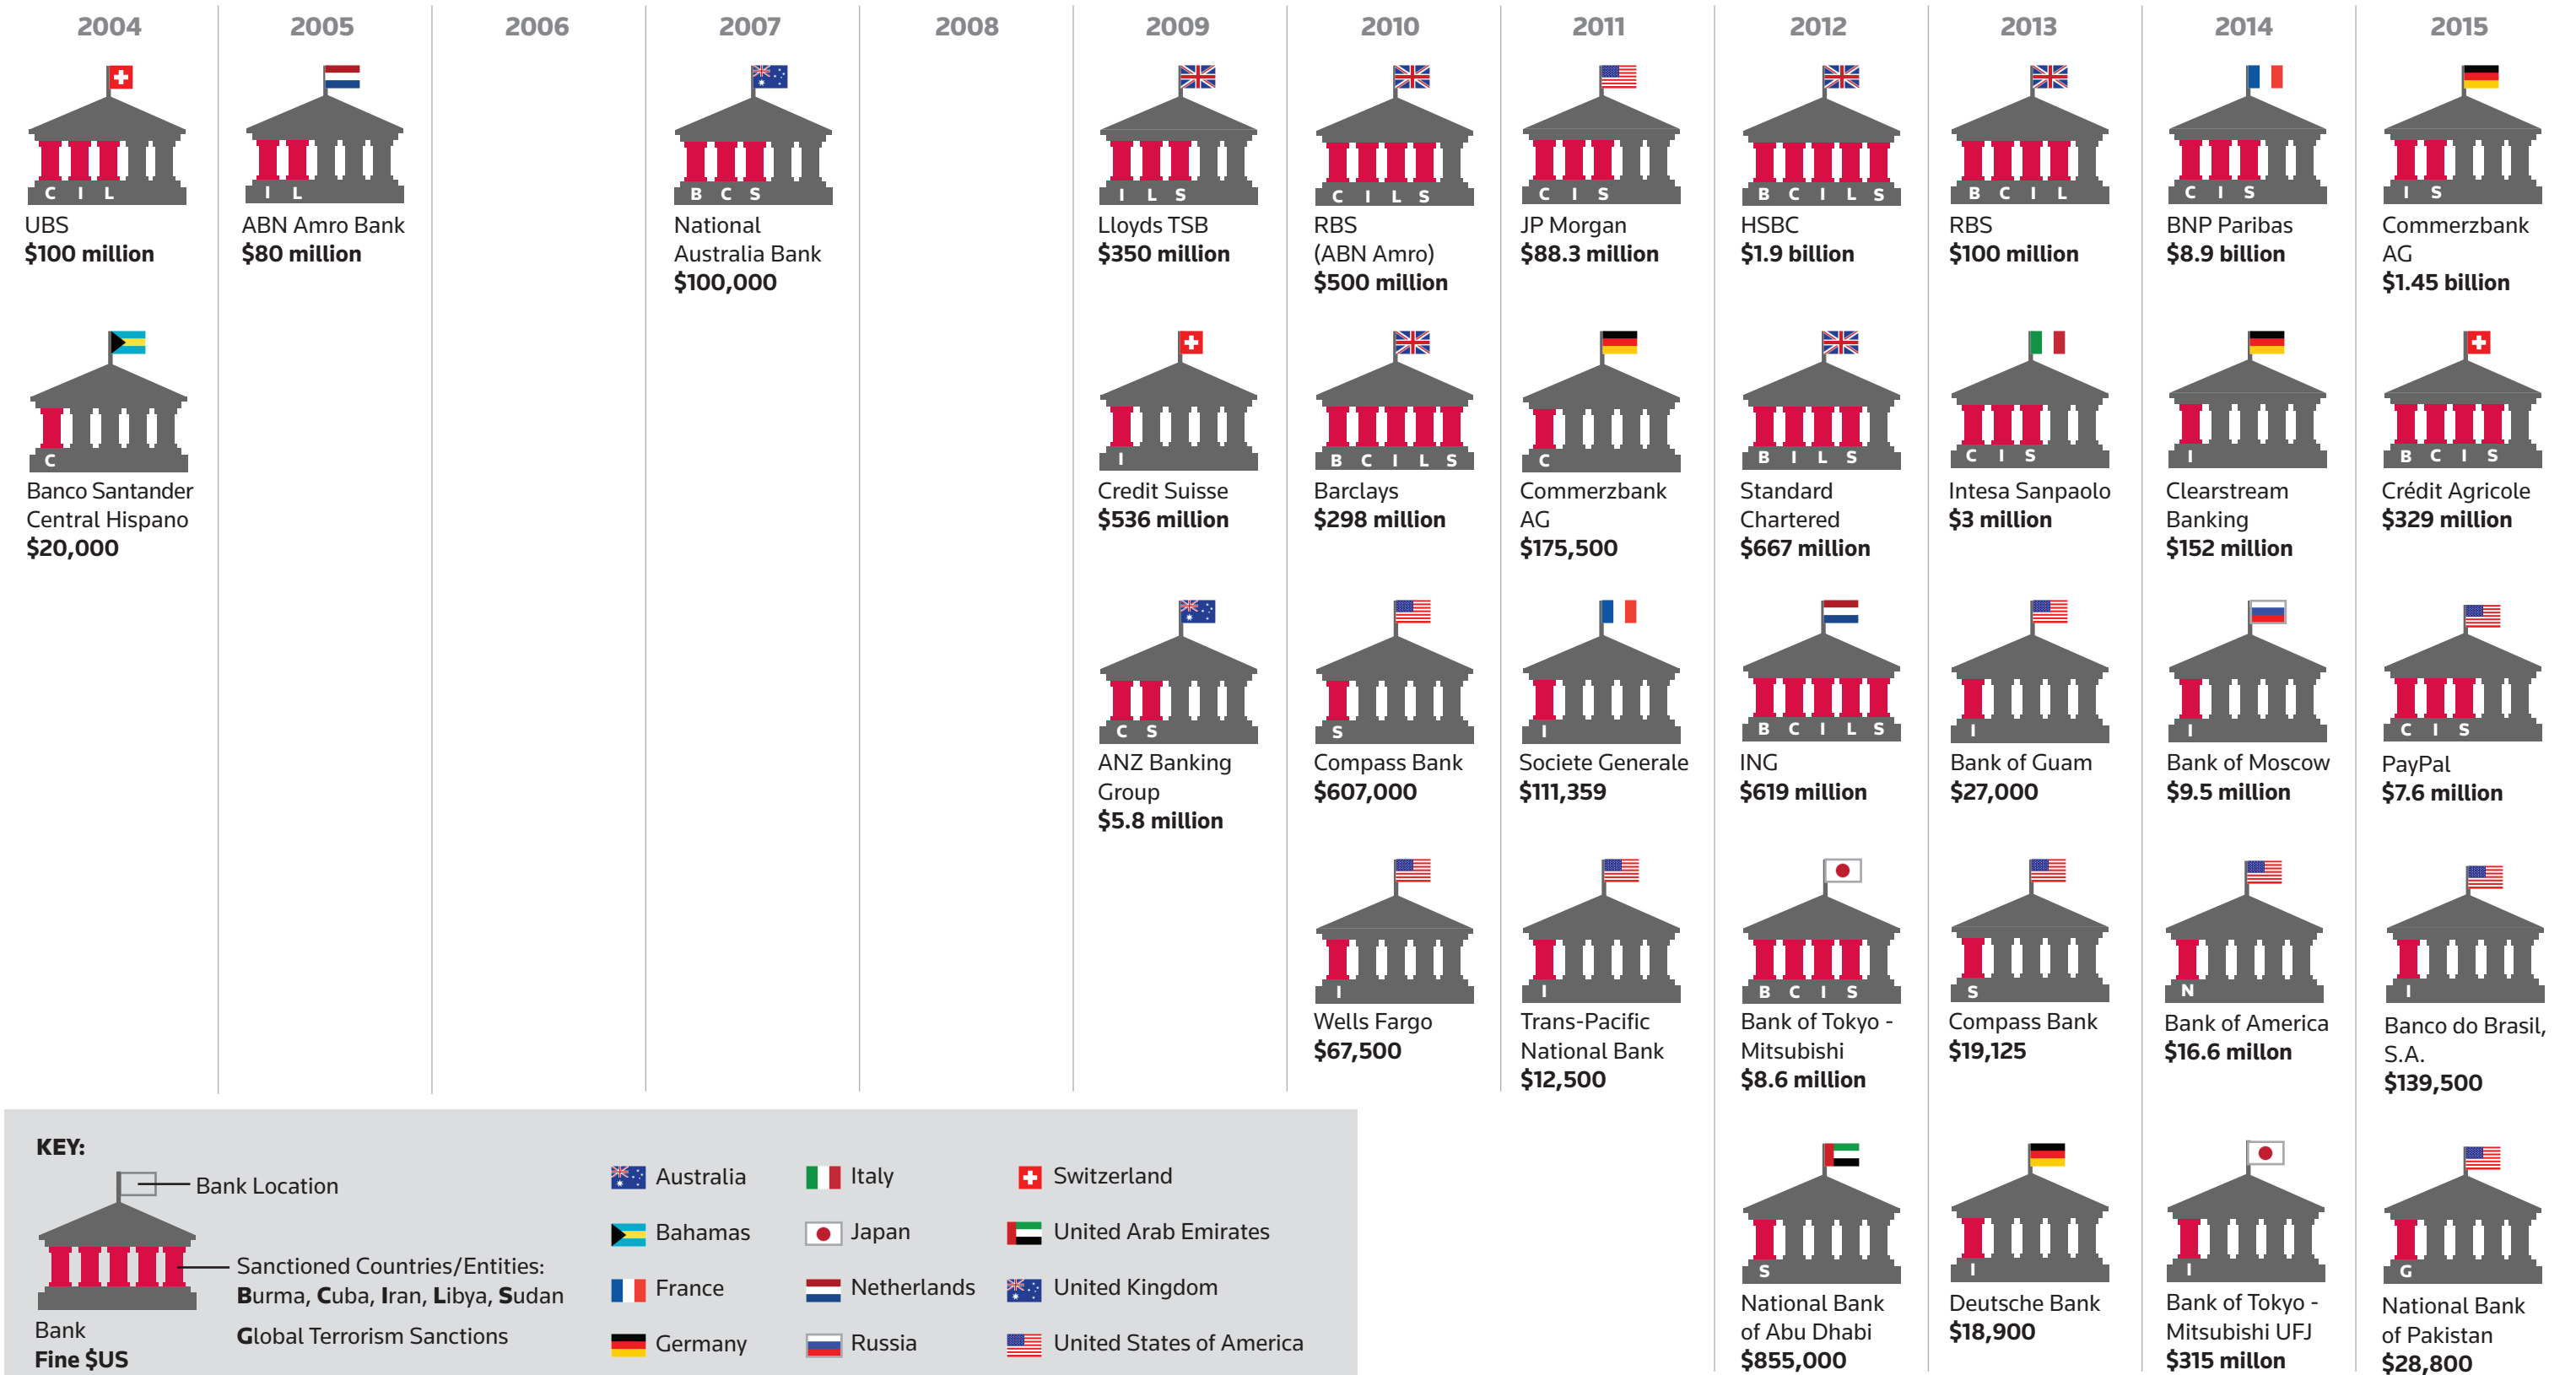 2004
C I L
UBS
$100 million
C
Banco Santander
Central Hispano
$20,000
2005
I L
ABN Amro Bank
$80 million
2006
2007
B C S
National
Australia Bank
$100,000
2008
2009
I L S
Lloyds TSB
$350 million
I
Credit Suisse
$536 million
C S
ANZ Banking
Group
$5.8 million
2010
C I L S
RBS
(ABN Amro)
$500 million
B C I L S
Barclays
$298 million
S
Compass Bank
$607,000
I
Wells Fargo
$67,500
2011
C I S
JP Morgan
$88.3 million
C
Commerzbank
AG
$175,500
I
Societe Generale
$111,359
I
Trans-Pacific
National Bank
$12,500
2012
B C I L S
HSBC
$1.9 billion
B I L S
Standard
Chartered
$667 million
B C I L S
ING
$619 million
B C I S
Bank of Tokyo -
Mitsubishi
$8.6 million
S
National Bank
of Abu Dhabi
$855,000
2013
B C I L
RBS
$100 million
C I S
Intesa Sanpaolo
$3 million
I
Bank of Guam
$27,000
S
Compass Bank
$19,125
I
Deutsche Bank
$18,900
2014
C I S
BNP Paribas
$8.9 billion
I
Clearstream
Banking
$152 million
I
Bank of Moscow
$9.5 million
N
Bank of America
$16.6 millon
I
Bank of Tokyo -
Mitsubishi UFJ
$315 millon
2015
I S
Commerzbank
AG
$1.45 billion
B C I S
Crédit Agricole
$329 million
C I S
PayPal
$7.6 million
I
Banco do Brasil,
S.A.
$139,500
G
National Bank
of Pakistan
$28,800
KEY:
Bank Location
Sanctioned Countries/Entities:
Burma, Cuba, Iran, Libya, Sudan
Global Terrorism Sanctions
Bank
Fine $US
Australia
Bahamas
France
Germany
Italy
Japan
Netherlands
Russia
Switzerland
United Arab Emirates
United Kingdom
United States of America